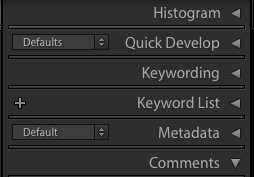 Histogram
Defaults Quick Develop
Keywording
Keyword List
Default Metadata
Comments